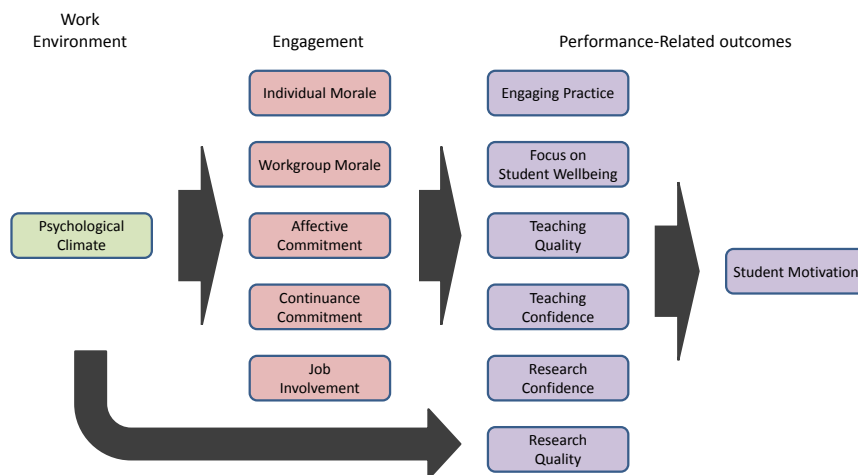 Work
Environment
Engagement
Performance-Related outcomes
Individual Morale
Engaging Practice
Workgroup Morale
Focus on
Student Wellbeing
Psychological
Climate
Affective
Commitment
Teaching
Quality
Student Motivation
Continuance
Commitment
Teaching
Confidence
Job
Involvement
Research
Confidence
Research
Quality